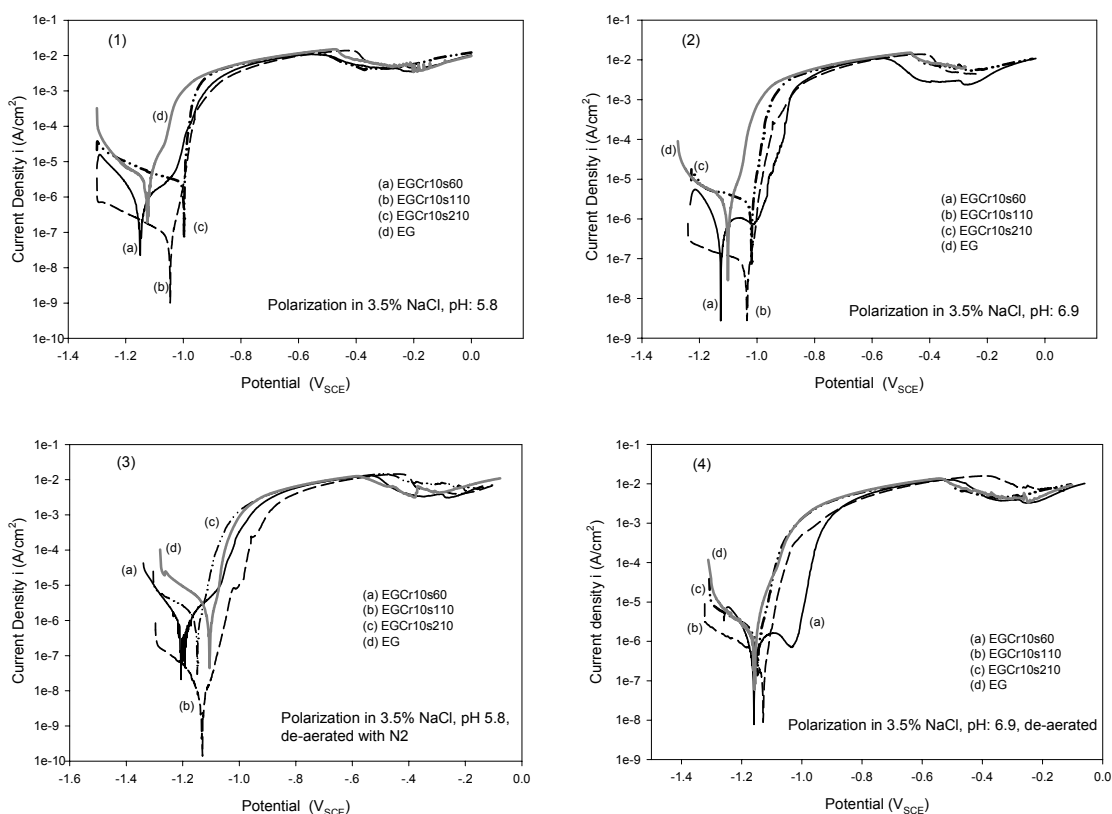 (1)
Current Density i (A/cm²)
1e-1
1e-2
1e-3
1e-4
1e-5
1e-6
1e-7
1e-8
1e-9
1e-10
(d)
(a)
(b)
(c)
(a) EGCr10s60
(b) EGCr10s110
(c) EGCr10s210
(d) EG
Polarization in 3.5% NaCl, pH: 5.8
-1.4 -1.2 -1.0 -0.8 -0.6 -0.4 -0.2 0.0
Potential (V_SCE)
(2)
Current Density i (A/cm²)
1e-1
1e-2
1e-3
1e-4
1e-5
1e-6
1e-7
1e-8
1e-9
(d)
(c)
(a)
(b)
(a) EGCr10s60
(b) EGCr10s110
(c) EGCr10s210
(d) EG
Polarization in 3.5% NaCl, pH: 6.9
-1.4 -1.2 -1.0 -0.8 -0.6 -0.4 -0.2 0.0
Potential (V_SCE)
(3)
Current Density i (A/cm²)
1e-1
1e-2
1e-3
1e-4
1e-5
1e-6
1e-7
1e-8
1e-9
1e-10
(c)
(d)
(a)
(b)
(a) EGCr10s60
(b) EGCr10s110
(c) EGCr10s210
(d) EG
Polarization in 3.5% NaCl, pH 5.8,
de-aerated with N2
-1.6 -1.4 -1.2 -1.0 -0.8 -0.6 -0.4 -0.2 0.0
Potential (V_SCE)
(4)
Current density i (A/cm²)
1e-1
1e-2
1e-3
1e-4
1e-5
1e-6
1e-7
1e-8
1e-9
(d)
(c)
(b)
(a)
(a) EGCr10s60
(b) EGCr10s110
(c) EGCr10s210
(d) EG
Polarization in 3.5% NaCl, pH: 6.9, de-aerated
-1.4 -1.2 -1.0 -0.8 -0.6 -0.4 -0.2 0.0
Potential (V_SCE)